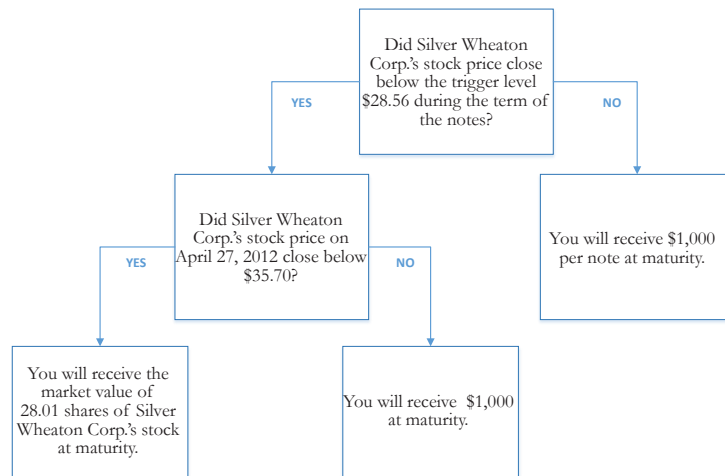 Did Silver Wheaton
Corp.'s stock price close
below the trigger level
$28.56 during the term of
the notes?
YES
NO
Did Silver Wheaton
Corp.'s stock price on
April 27, 2012 close below
$35.70?
You will receive $1,000
per note at maturity.
YES
NO
You will receive the
market value of
28.01 shares of Silver
Wheaton Corp.'s stock
at maturity.
You will receive $1,000
at maturity.